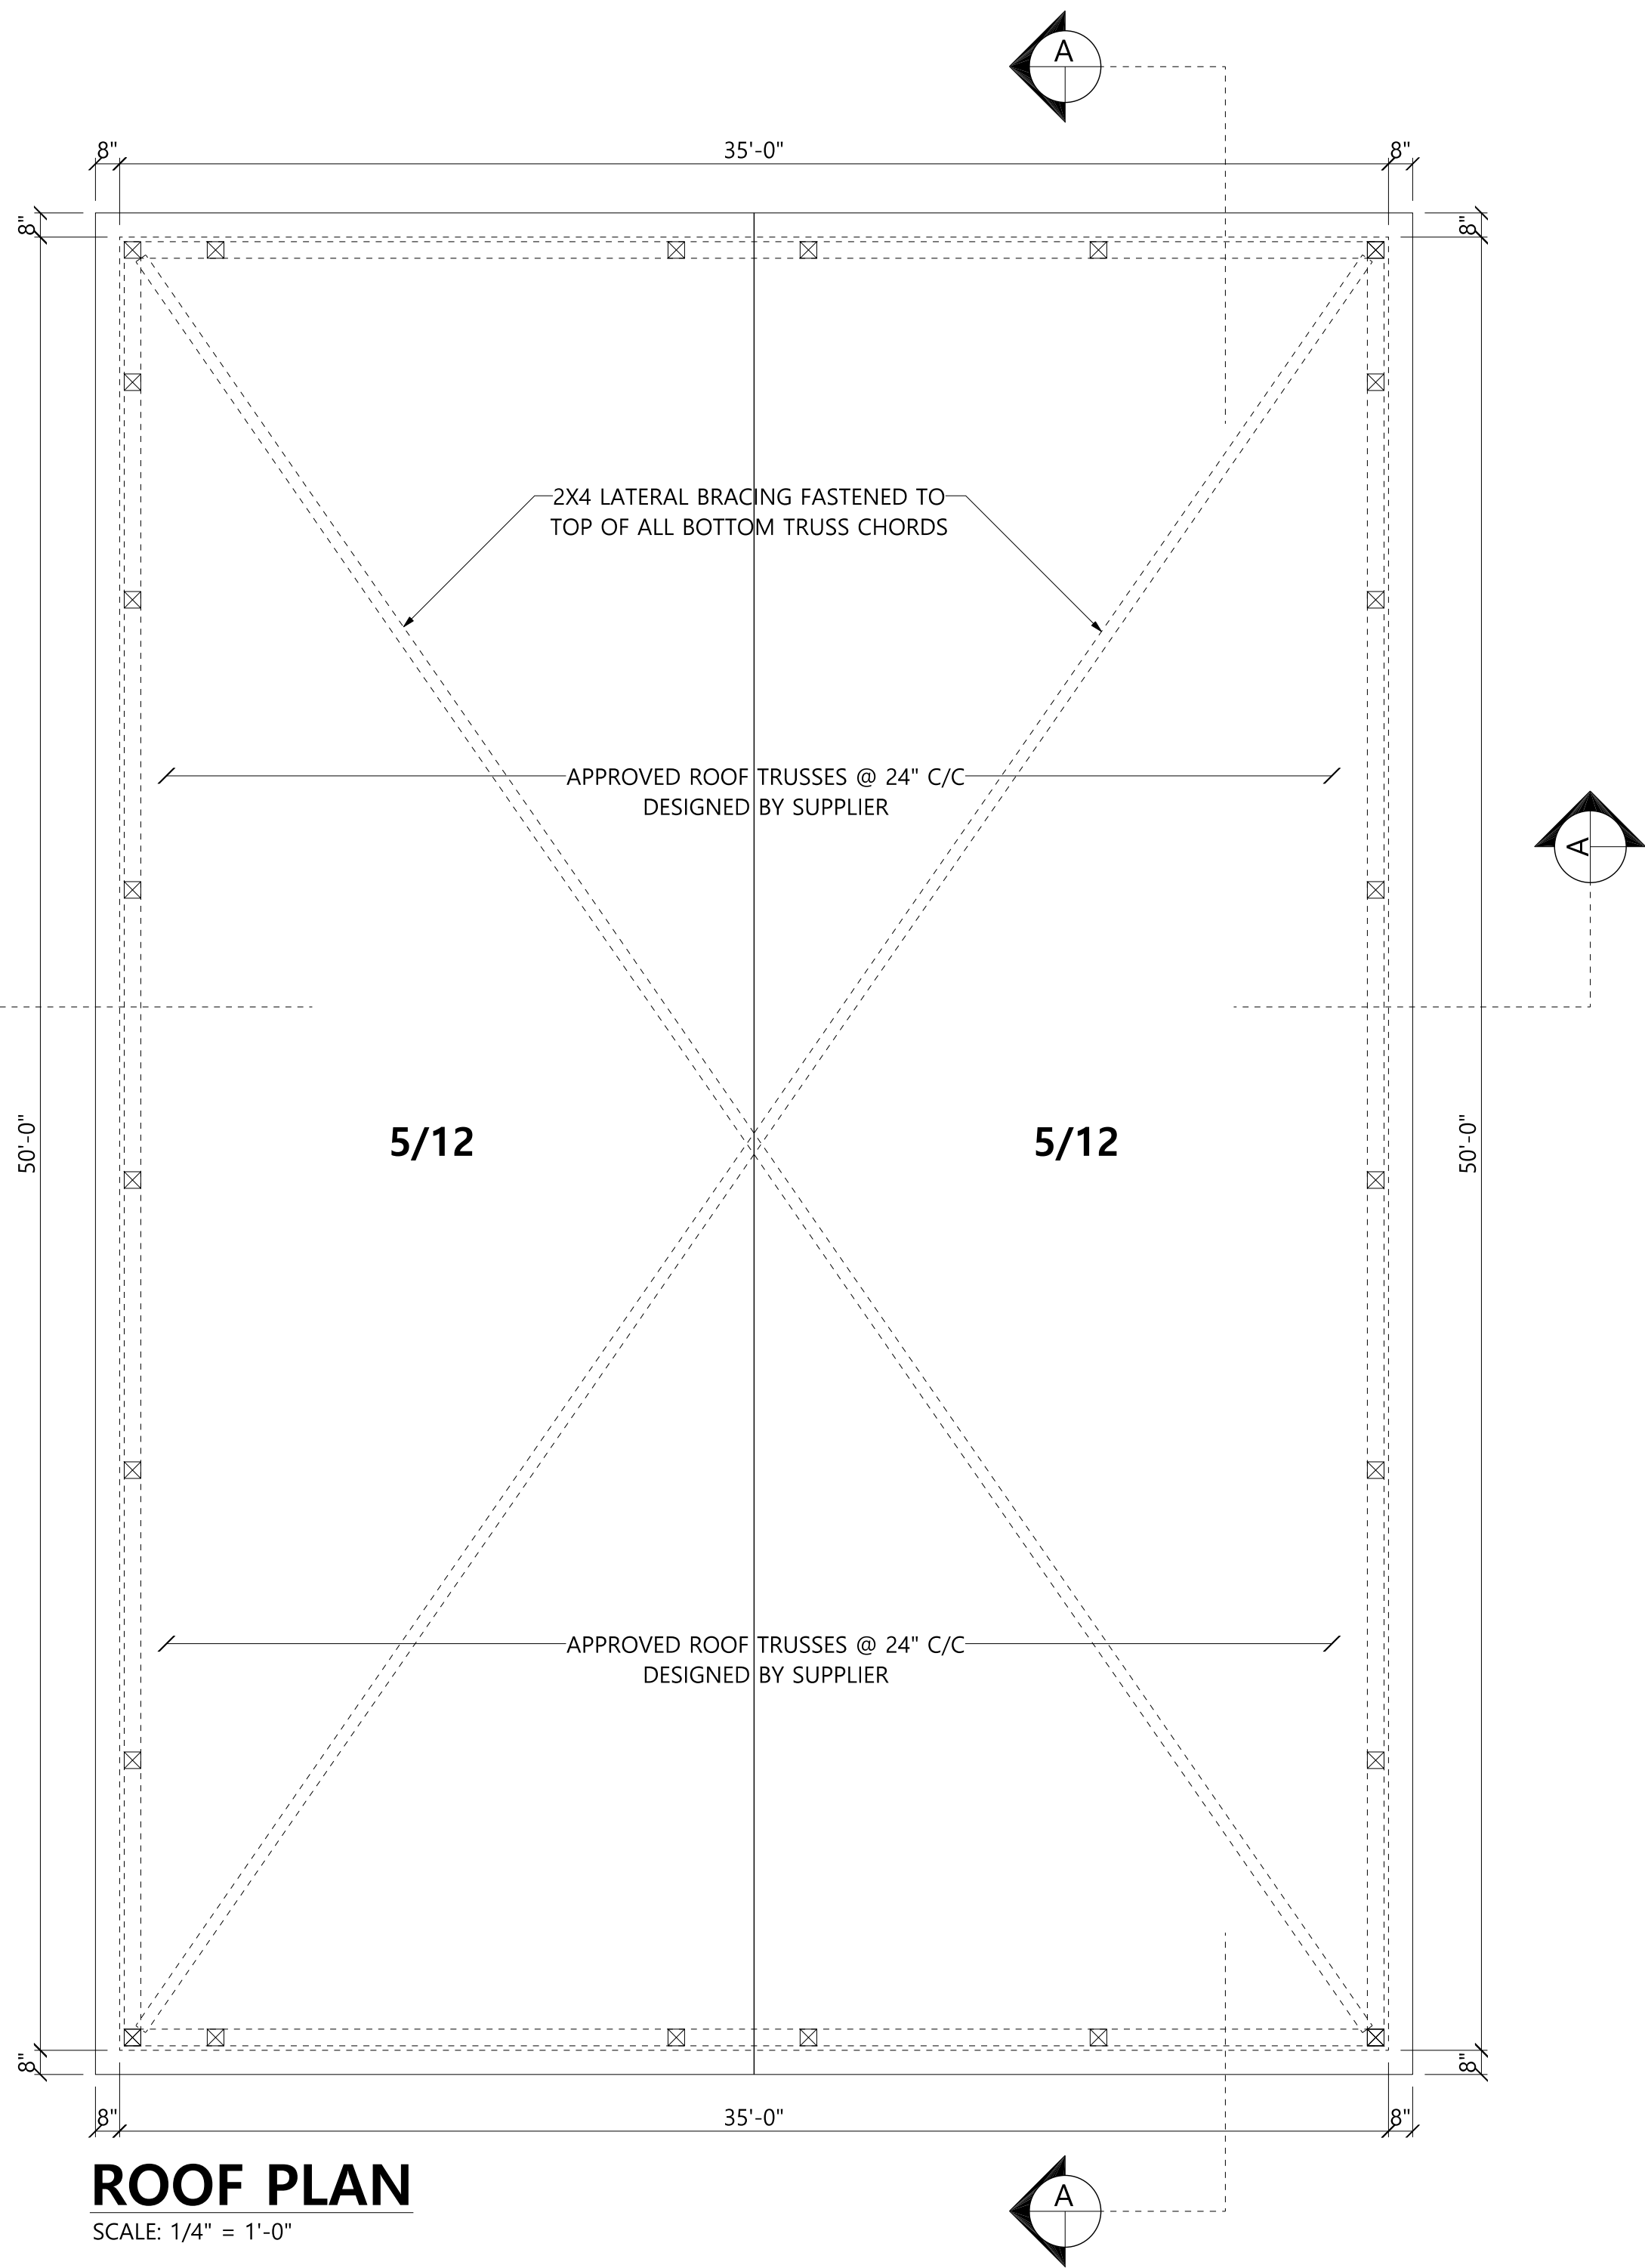 A
8"
35'-0"
8"
8"
8"
2X4 LATERAL BRACING FASTENED TO
TOP OF ALL BOTTOM TRUSS CHORDS
APPROVED ROOF TRUSSES @ 24" C/C
DESIGNED BY SUPPLIER
A
5/12
5/12
50'-0"
50'-0"
APPROVED ROOF TRUSSES @ 24" C/C
DESIGNED BY SUPPLIER
8"
8"
8"
35'-0"
8"
ROOF PLAN
A
SCALE: 1/4" = 1'-0"